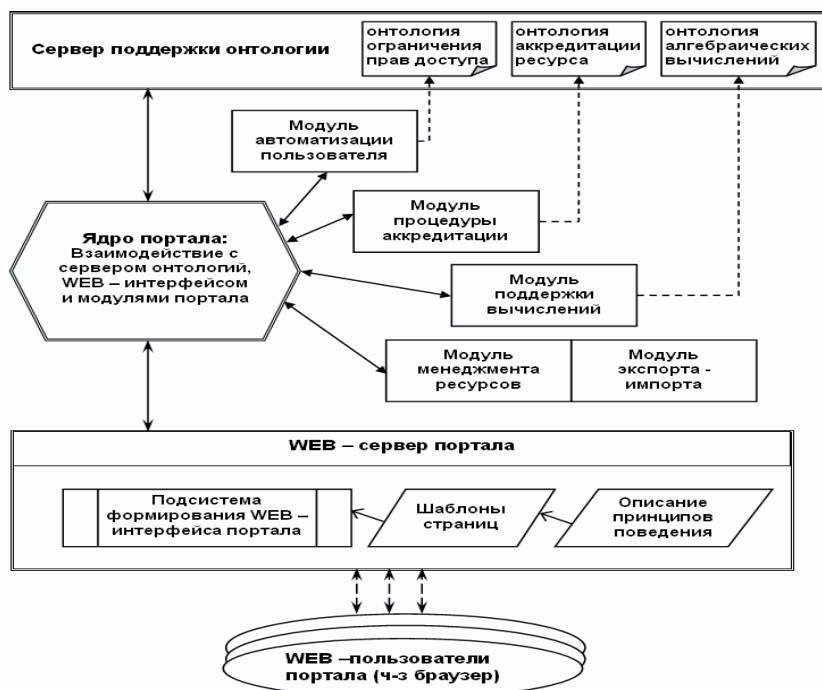 Сервер поддержки онтологии
онтология
ограничения
прав доступа
онтология
аккредитации
ресурса
онтология
алгебраических
вычислений
Модуль
автоматизации
пользователя
Модуль
процедуры
аккредитации
Ядро портала:
Взаимодействие с
сервером онтологий,
WEB – интерфейсом
и модулями портала
Модуль
поддержки
вычислений
Модуль
менеджмента
ресурсов
Модуль
экспорта -
импорта
WEB – сервер портала
Подсистема
формирования WEB –
интерфейса портала
Шаблоны
страниц
Описание
принципов
поведения
WEB –пользователи
портала (ч-з браузер)